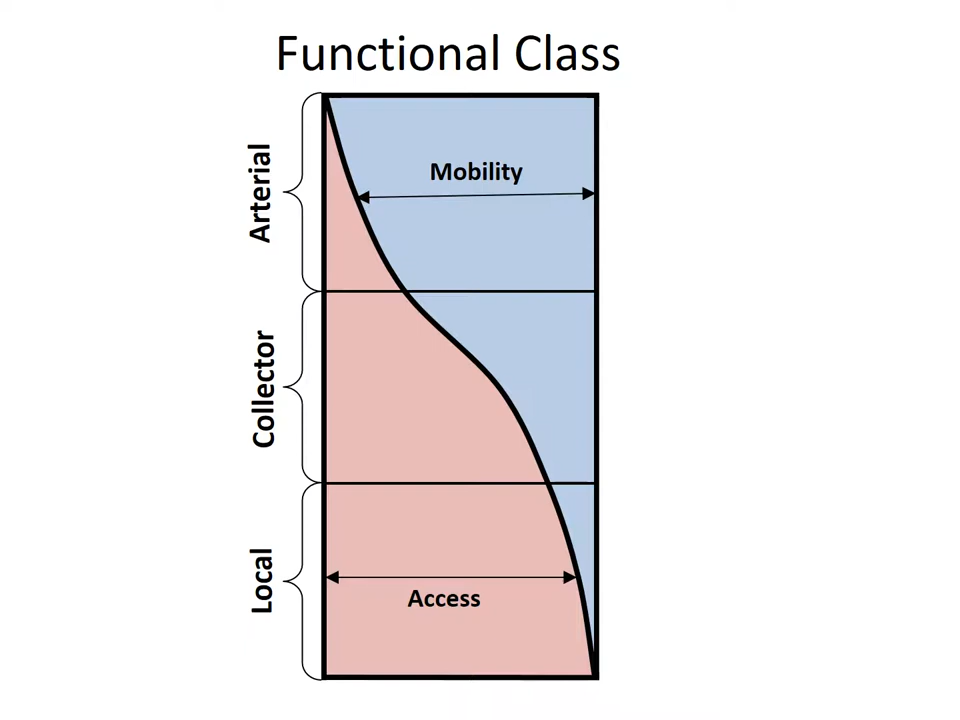 Functional Class
Arterial
Mobility
Collector
Local
Access